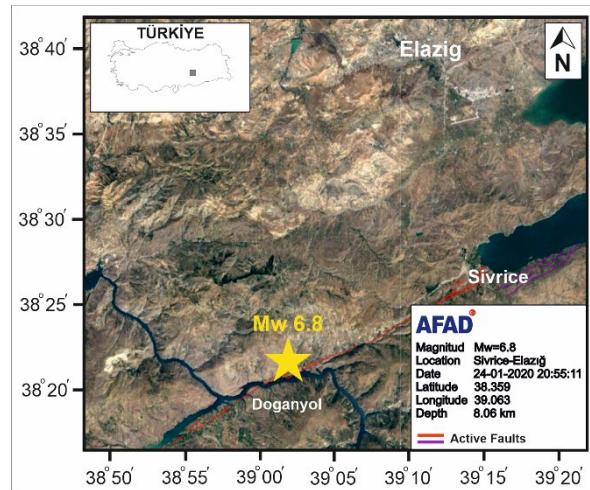 TÜRKİYE
Elazig
N
38°40'
38°35'
38°30'
38°25'
38°20'
Sivrice
Mw 6.8
Doganyol
AFAD
Magnitud Mw=6.8
Location Sivrice-Elazığ
Date 24-01-2020 20:55:11
Latitude 38.359
Longitude 39.063
Depth 8.06 km
Active Faults
38°50' 38°55' 39°00' 39°05' 39°10' 39°15' 39°20'